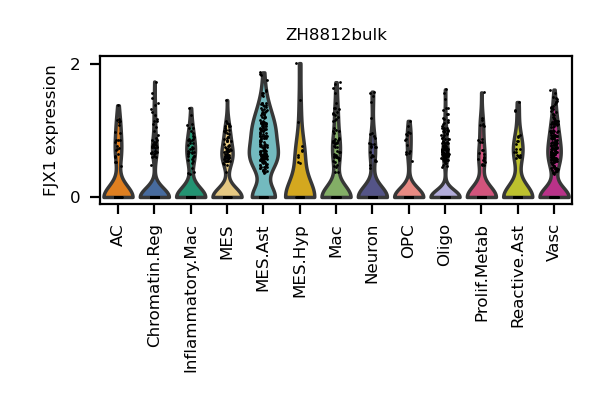 ZH8812bulk
FJX1 expression
2
0
AC
Chromatin.Reg
Inflammatory.Mac
MES
MES.Ast
MES.Hyp
Mac
Neuron
OPC
Oligo
Prolif.Metab
Reactive.Ast
Vasc